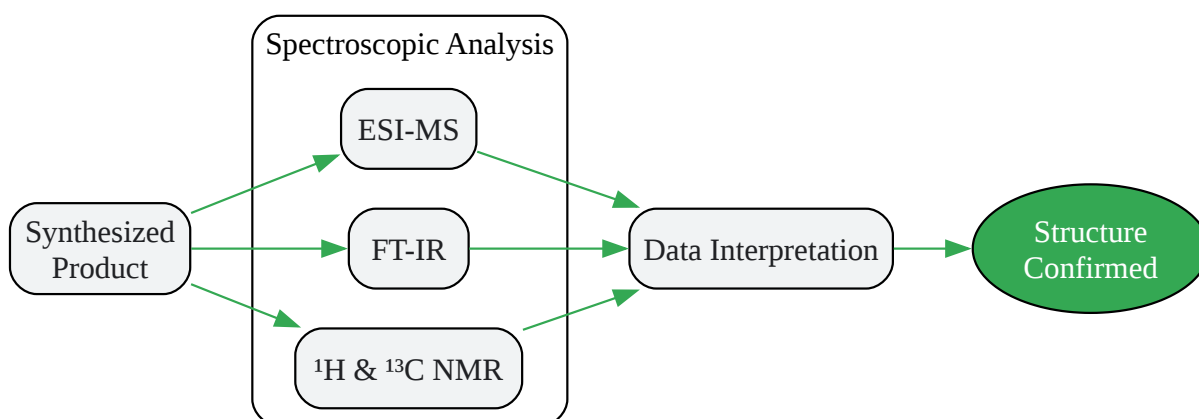 Spectroscopic Analysis
ESI-MS
Synthesized
Product
FT-IR
Data Interpretation
Structure
Confirmed
¹H & ¹³C NMR